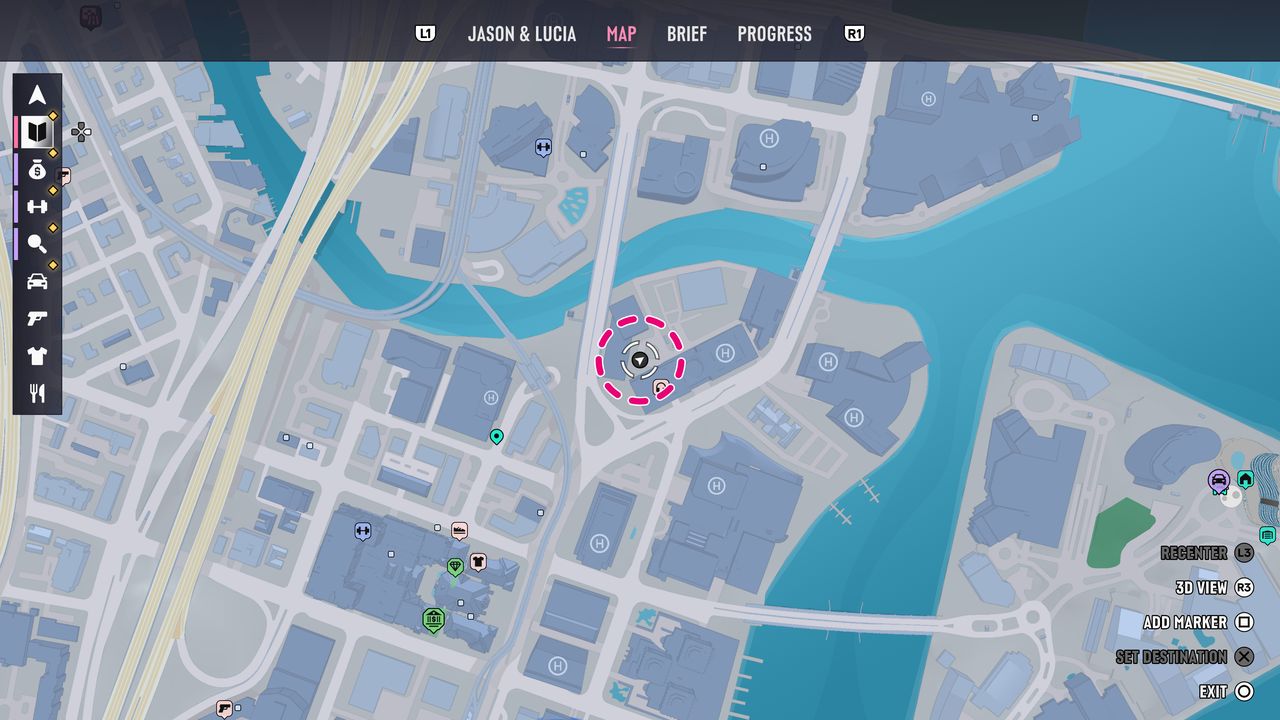 L1 JASON & LUCIA MAP BRIEF PROGRESS R1
H
H
H
H
H
H
H
H
H
RECENTER L3
3D VIEW R3
ADD MARKER
SET DESTINATION
EXIT